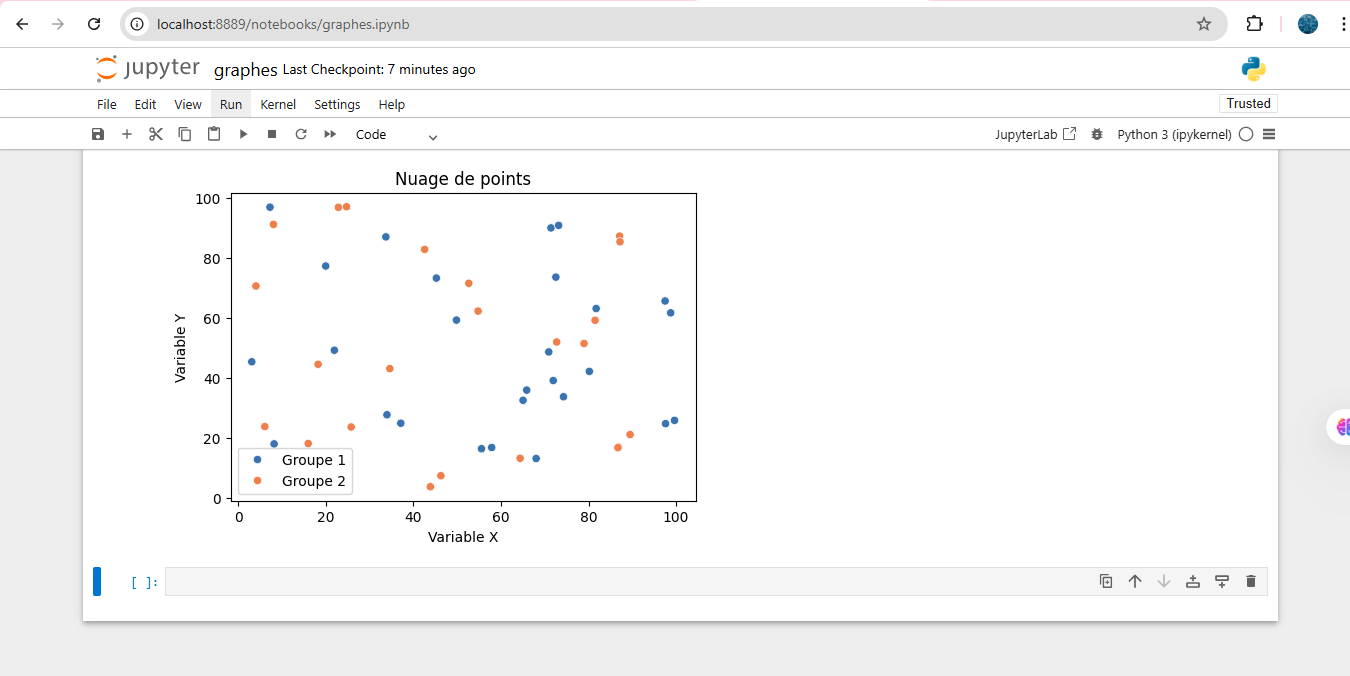 localhost:8889/notebooks/graphes.ipynb
jupyter graphes Last Checkpoint: 7 minutes ago
File Edit View Run Kernel Settings Help Trusted
Code JupyterLab Python 3 (ipykernel)
Nuage de points
100
80
60
40
20
0
Variable Y
Groupe 1
Groupe 2
0 20 40 60 80 100
Variable X
[ ]: